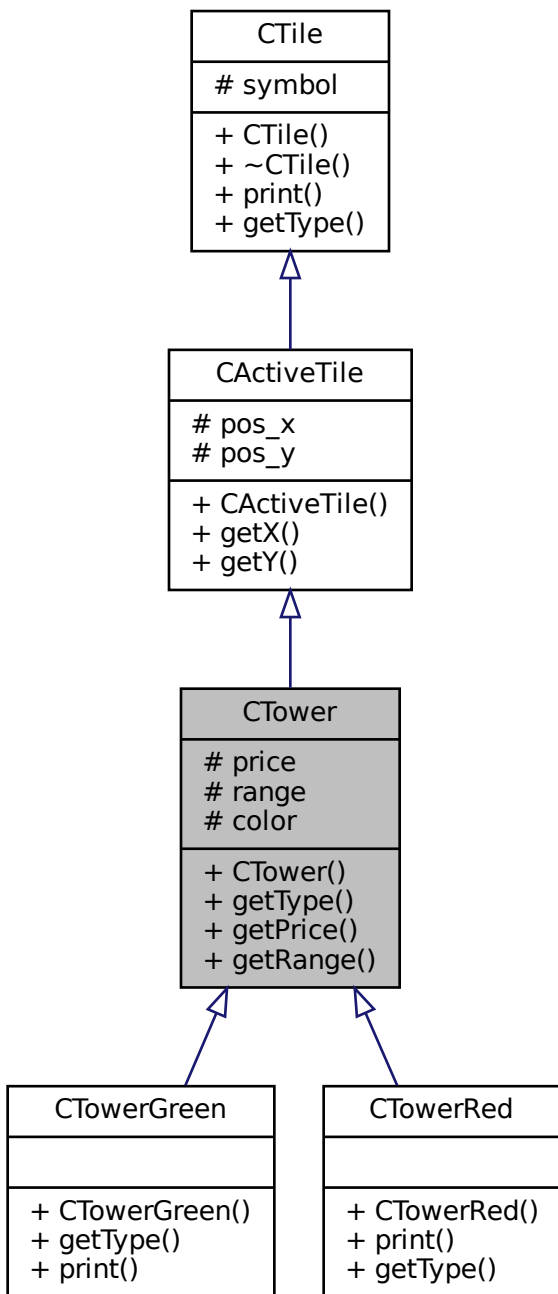 CTile
# symbol
+ CTile()
+ ~CTile()
+ print()
+ getType()
CActiveTile
# pos_x
# pos_y
+ CActiveTile()
+ getX()
+ getY()
CTower
# price
# range
# color
+ CTower()
+ getType()
+ getPrice()
+ getRange()
CTowerGreen
+ CTowerGreen()
+ getType()
+ print()
CTowerRed
+ CTowerRed()
+ print()
+ getType()